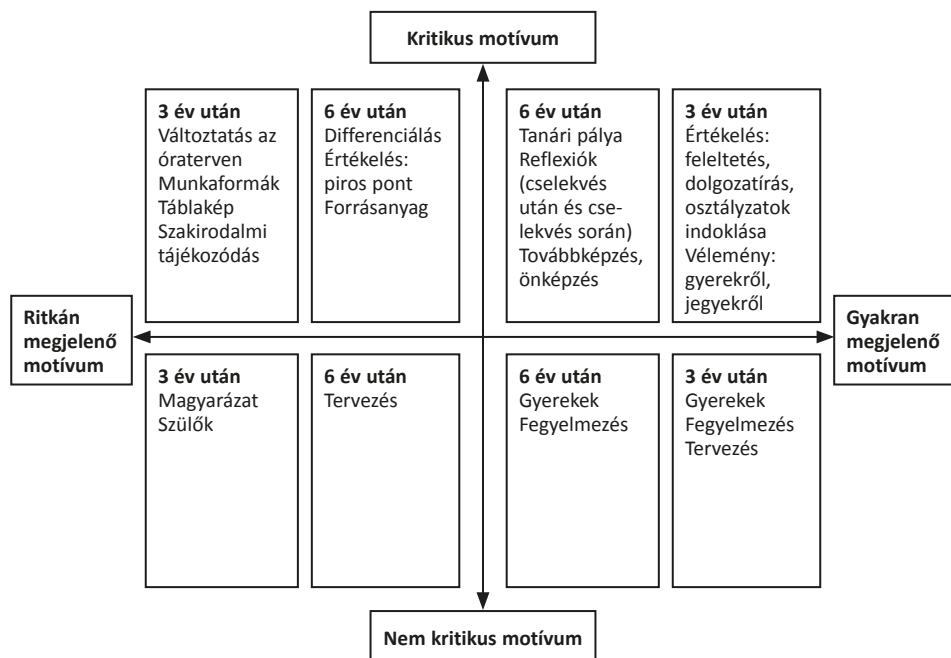 Kritikus motívum
3 év után
Változtatás az
óraterven
Munkaformák
Táblakép
Szakirodalmi
tájékozódás
6 év után
Differenciálás
Értékelés:
piros pont
Forrásanyag
6 év után
Tanári pálya
Reflexiók
(cselekvés
után és cse-
lekvés során)
Továbbképzés,
önképzés
3 év után
Értékelés:
feleltetés,
dolgozatírás,
osztályzatok
indoklása
Vélemény:
gyerekről,
jegyekről
Ritkán
megjelenő
motívum
Gyakran
megjelenő
motívum
3 év után
Magyarázat
Szülők
6 év után
Tervezés
6 év után
Gyerekek
Fegyelmezés
3 év után
Gyerekek
Fegyelmezés
Tervezés
Nem kritikus motívum